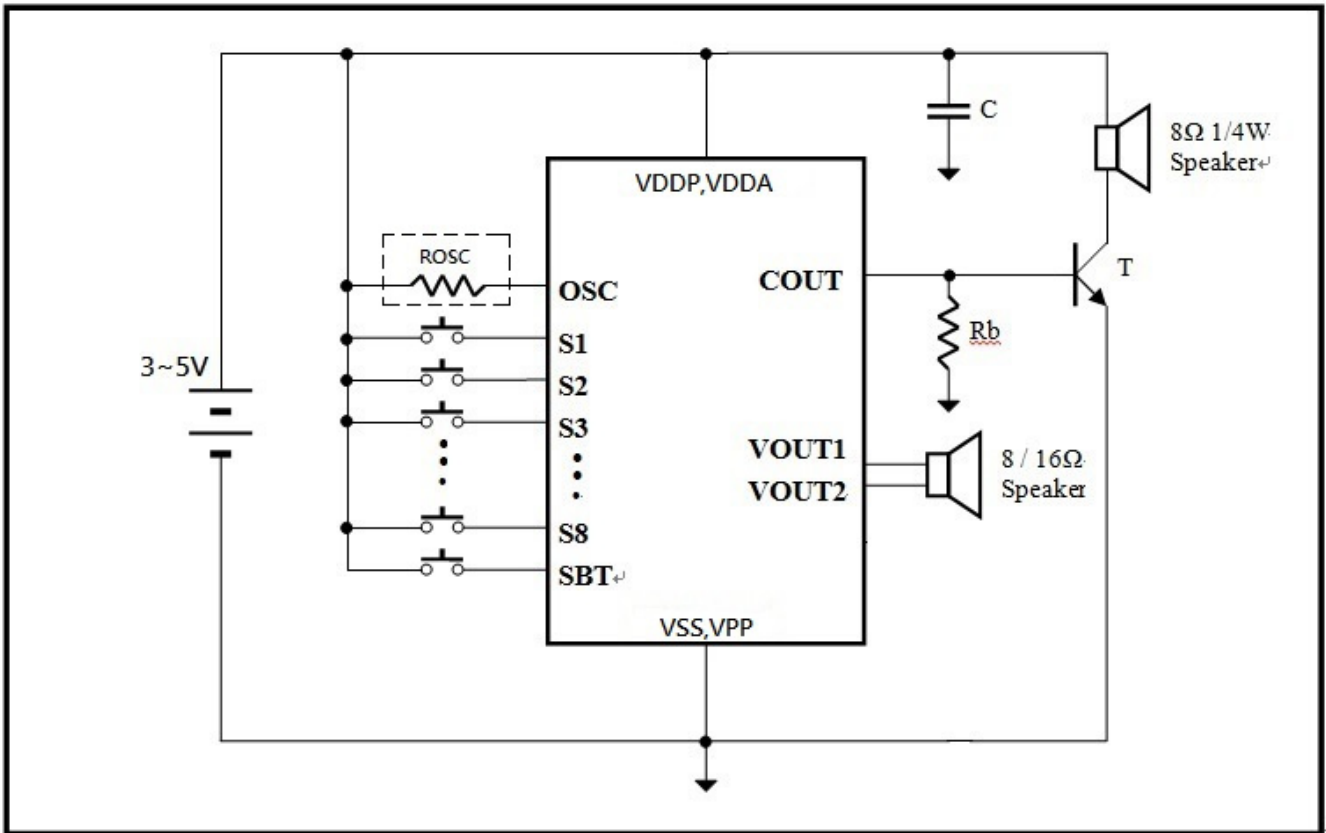 C
8Ω 1/4W
Speaker↵
VDDP,VDDA
ROSC
OSC
COUT
T
S1
Rb
3~5V
S2
S3
VOUT1
8 / 16Ω
VOUT2
Speaker
S8
SBT↵
VSS,VPP